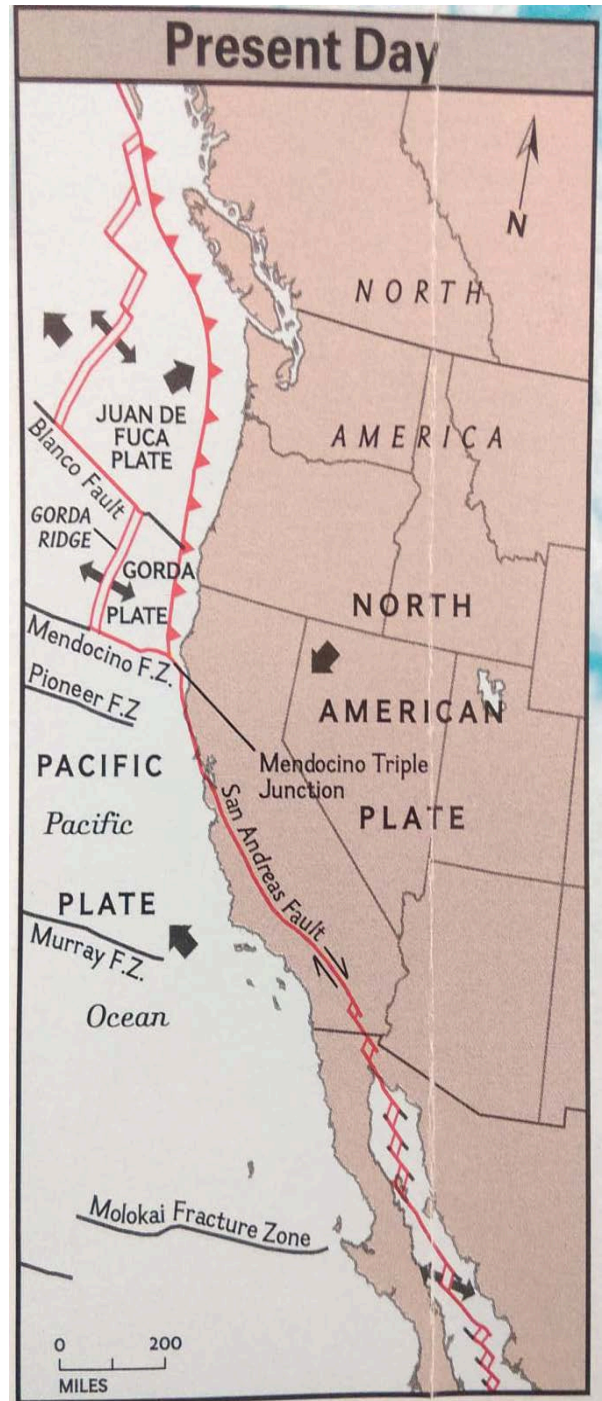 Present Day
N
NORTH
AMERICA
JUAN DE
FUCA
PLATE
Blanco Fault
GORDA
RIDGE
GORDA
PLATE
NORTH
AMERICAN
PLATE
Mendocino F.Z.
Pioneer F.Z
Mendocino Triple
Junction
PACIFIC
Pacific
San Andreas Fault
PLATE
Murray F.Z.
Ocean
Molokai Fracture Zone
0 200
MILES